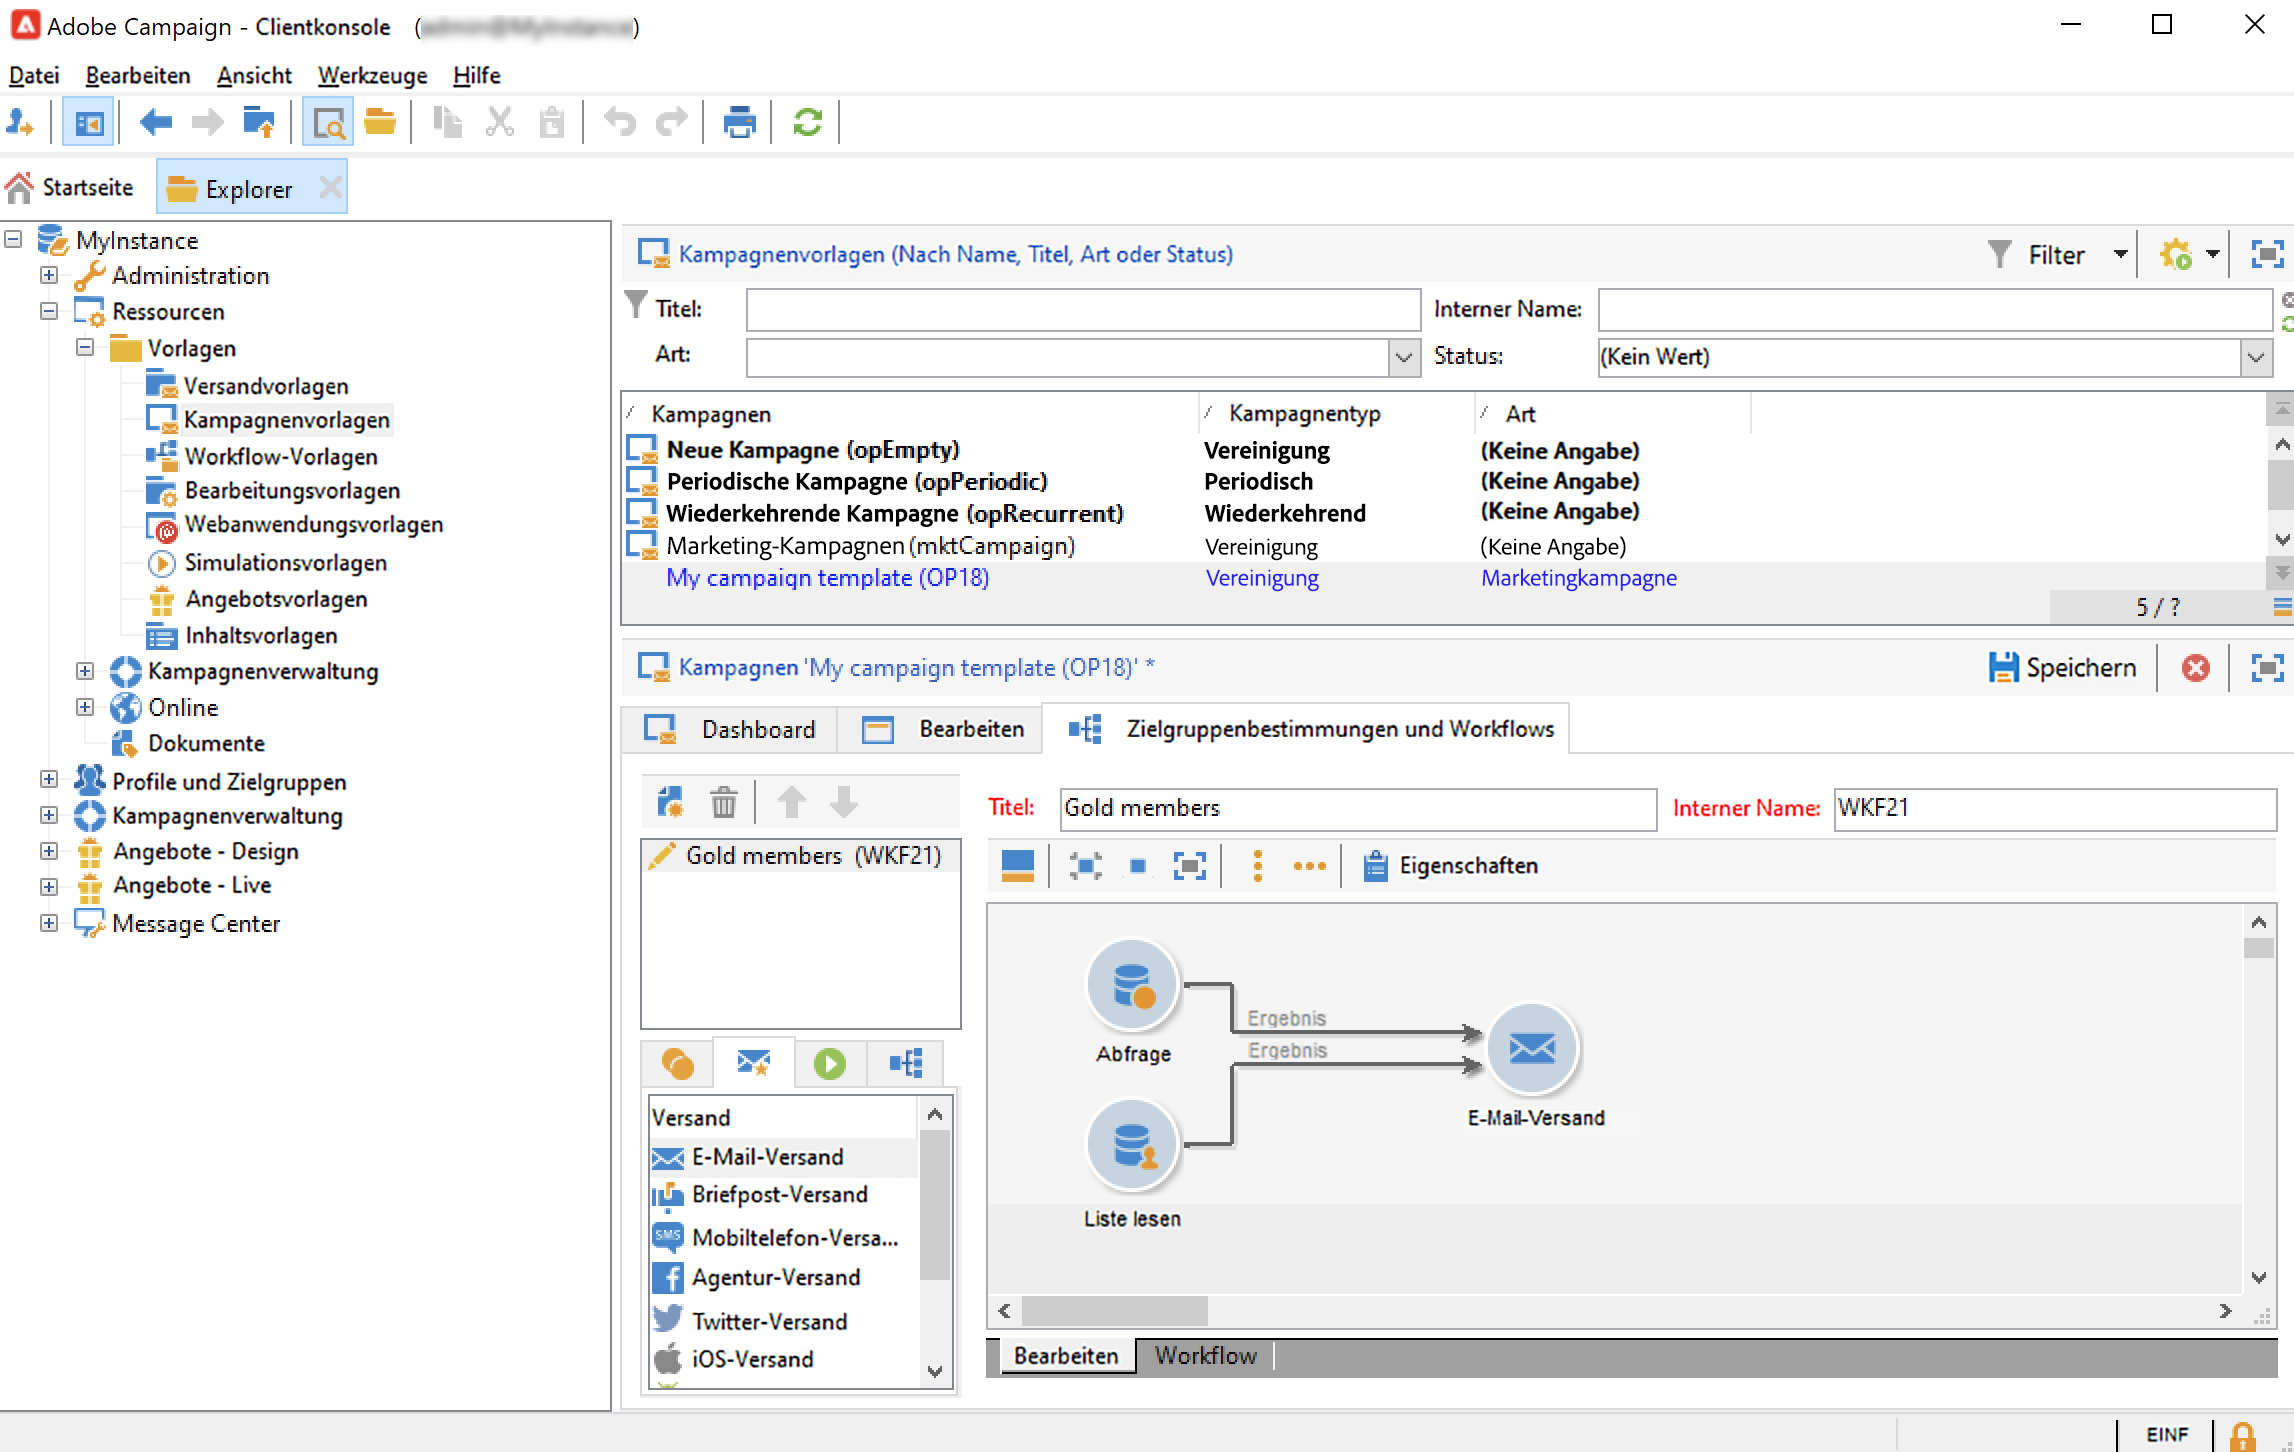 Adobe Campaign - Clientkonsole
Datei Bearbeiten Ansicht Werkzeuge Hilfe
Startseite Explorer
MyInstance
Administration
Ressourcen
Vorlagen
Versandvorlagen
Kampagnenvorlagen
Workflow-Vorlagen
Bearbeitungsvorlagen
Webanwendungsvorlagen
Simulationsvorlagen
Angebotsvorlagen
Inhaltsvorlagen
Kampagnenverwaltung
Online
Dokumente
Profile und Zielgruppen
Kampagnenverwaltung
Angebote - Design
Angebote - Live
Message Center
Kampagnenvorlagen (Nach Name, Titel, Art oder Status) Filter
Titel: Interner Name:
Art: Status: (Kein Wert)
Kampagnen Kampagnentyp Art
Neue Kampagne (opEmpty) Vereinigung (Keine Angabe)
Periodische Kampagne (opPeriodic) Periodisch (Keine Angabe)
Wiederkehrende Kampagne (opRecurrent) Wiederkehrend (Keine Angabe)
Marketing-Kampagnen (mktCampaign) Vereinigung (Keine Angabe)
My campaign template (OP18) Vereinigung Marketingkampagne
5 / ?
Kampagnen 'My campaign template (OP18)' * Speichern
Dashboard Bearbeiten Zielgruppenbestimmungen und Workflows
Titel: Gold members Interner Name: WKF21
Gold members (WKF21)
Eigenschaften
Versand
E-Mail-Versand
Briefpost-Versand
SMS Mobiltelefon-Versa...
Agentur-Versand
Twitter-Versand
iOS-Versand
Abfrage
Ergebnis
Ergebnis
Liste lesen
E-Mail-Versand
Bearbeiten Workflow
EINF